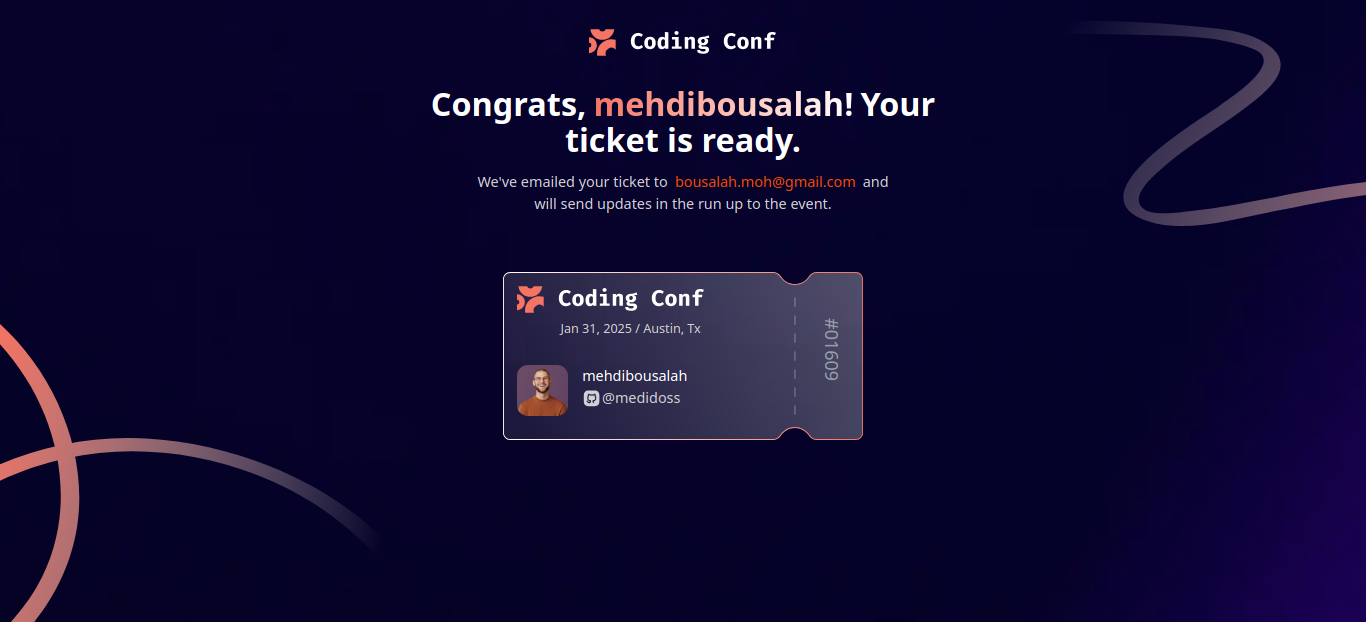 Coding Conf
Congrats, mehdibousalah! Your
ticket is ready.
We've emailed your ticket to bousalah.moh@gmail.com and
will send updates in the run up to the event.
Coding Conf
Jan 31, 2025 / Austin, Tx
mehdibousalah
@medidoss
#01609